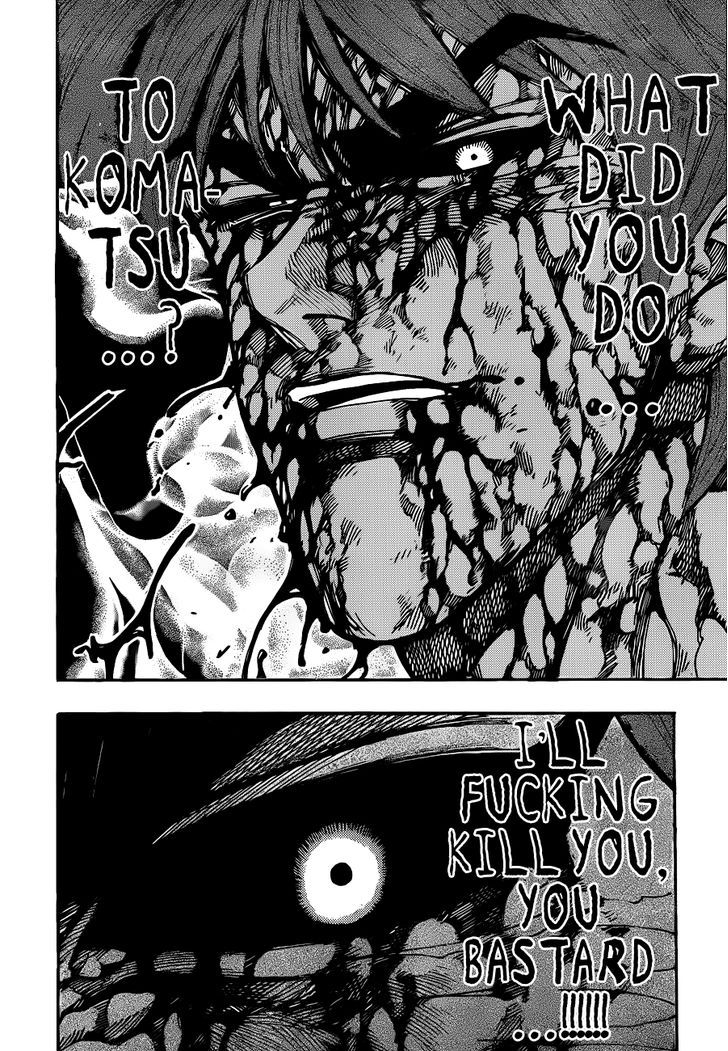 WHAT
DID
YOU
DO
...
TO
KOMA-
TSU
...?
I'LL
FUCKING
KILL YOU,
YOU
BASTARD
...!!!!!!